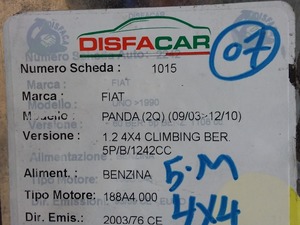 DISFACAR
07
Numero Scheda : 1015
Marca : FIAT
Modello : PANDA (2Q) (09/03>12/10)
Versione : 1.2 4X4 CLIMBING BER.
5P/B/1242CC
Aliment. : BENZINA
5.M
Tipo Motore: 188A4.000
4X4
Dir. Emis.: 2003/76 CE